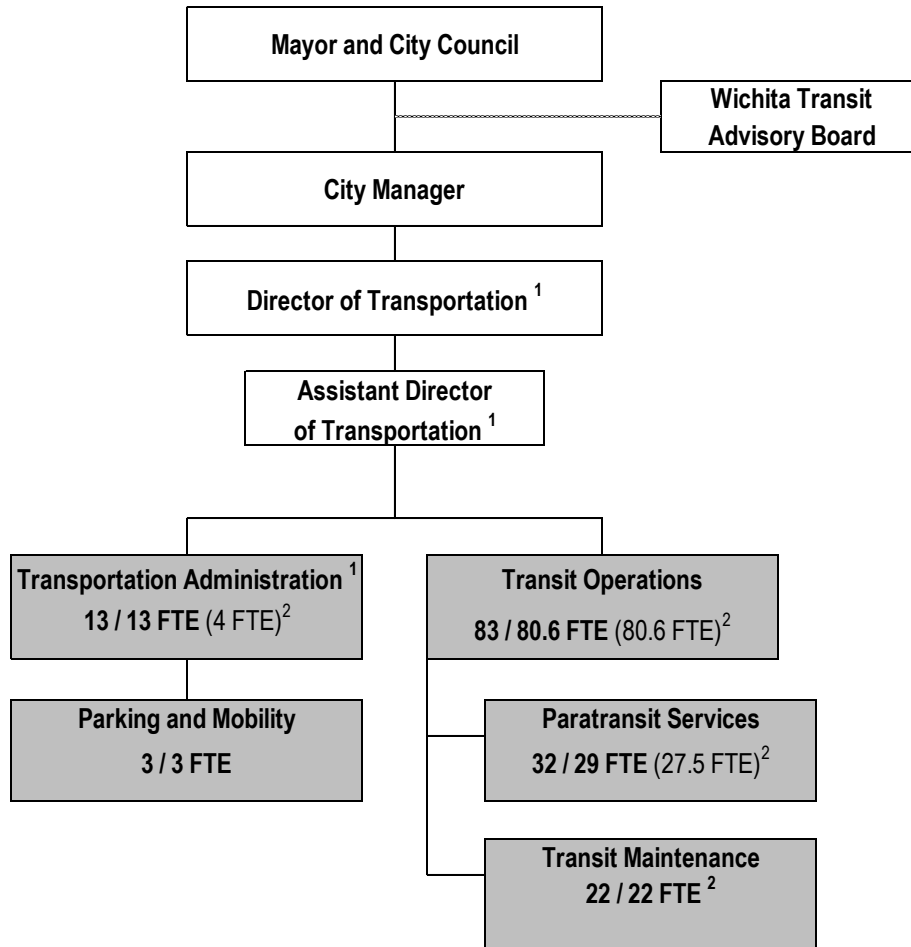 Mayor and City Council
Wichita Transit
Advisory Board
City Manager
Director of Transportation ¹
Assistant Director
of Transportation ¹
Transportation Administration ¹
13 / 13 FTE (4 FTE)²
Transit Operations
83 / 80.6 FTE (80.6 FTE)²
Parking and Mobility
3 / 3 FTE
Paratransit Services
32 / 29 FTE (27.5 FTE)²
Transit Maintenance
22 / 22 FTE ²